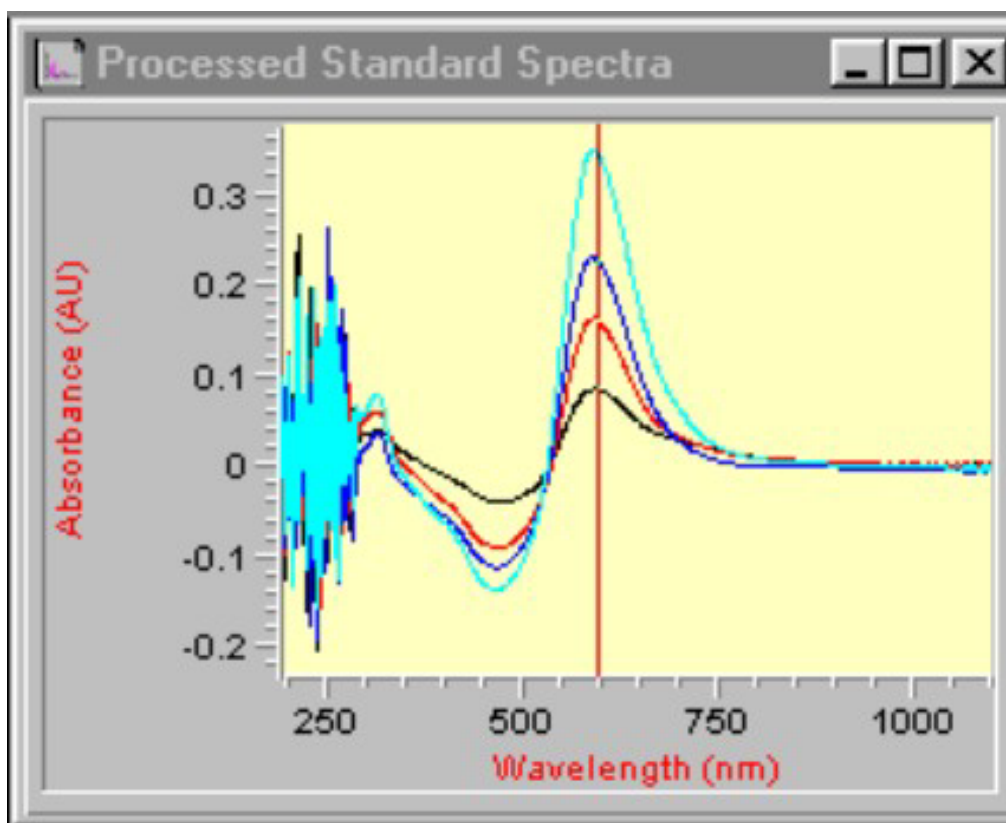 Processed Standard Spectra
Absorbance (AU)
0.3
0.2
0.1
0
-0.1
-0.2
250 500 750 1000
Wavelength (nm)